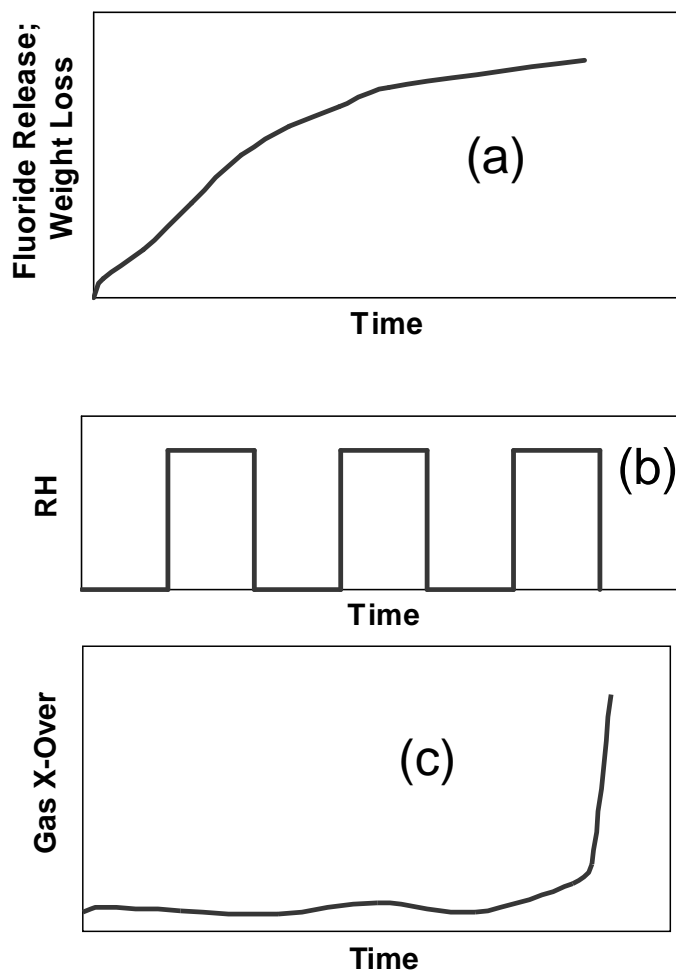 Fluoride Release;
Weight Loss
(a)
Time
RH
(b)
Time
Gas X-Over
(c)
Time